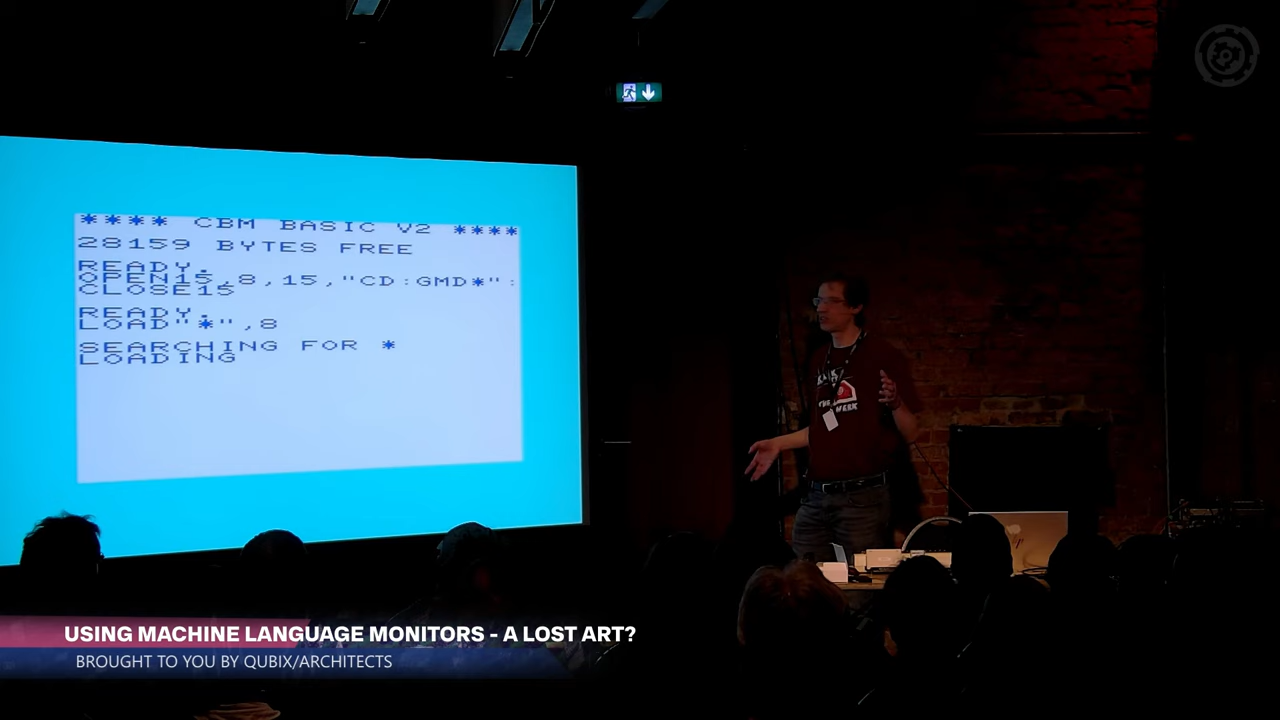 **** CBM BASIC V2 ****
28159 BYTES FREE
READY.
OPEN15,8,15,"CD:GMD*":
CLOSE15
READY.
LOAD"*",8
SEARCHING FOR *
LOADING
USING MACHINE LANGUAGE MONITORS - A LOST ART?
BROUGHT TO YOU BY QUBIX/ARCHITECTS